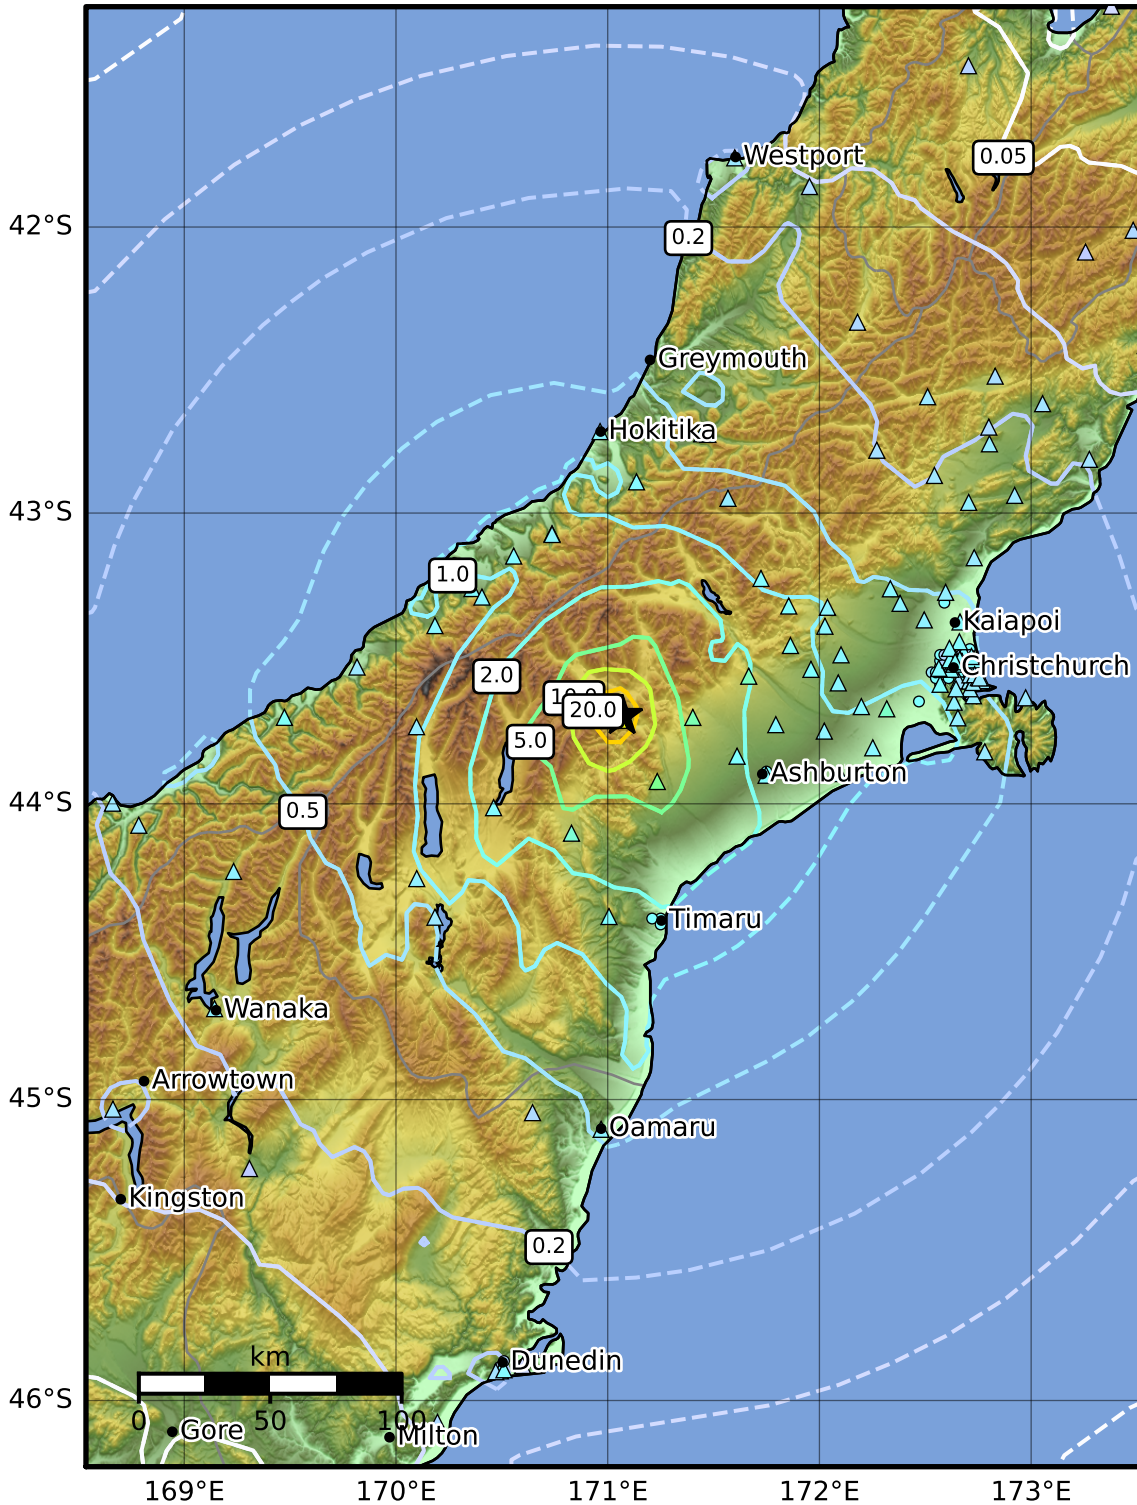 Westport
0.05
42°S
0.2
Greymouth
Hokitika
43°S
1.0
Kaiapoi
Christchurch
2.0
20.0
5.0
Ashburton
44°S
0.5
Timaru
Wanaka
Arrowtown
45°S
Oamaru
Kingston
0.2
km
Dunedin
46°S
0 50 100
Gore
Milton
169°E 170°E 171°E 172°E 173°E